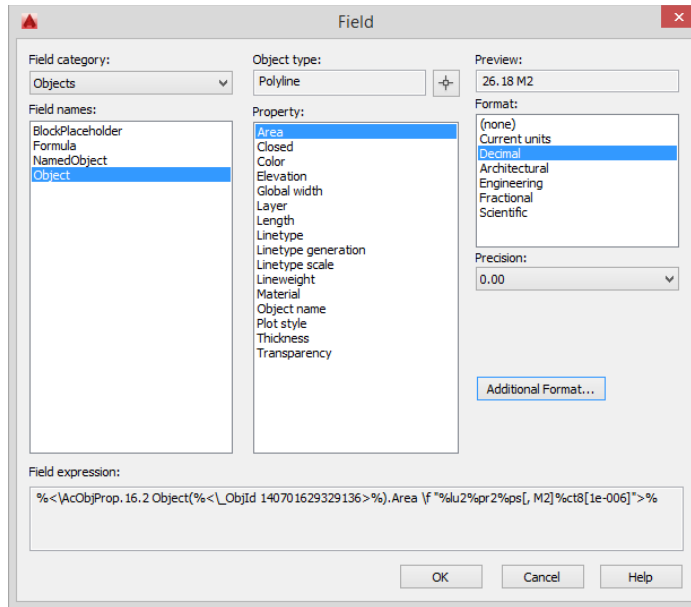 Field
Field category:
Objects
Field names:
BlockPlaceholder
Formula
NamedObject
Object
Object type:
Polyline
Property:
Area
Closed
Color
Elevation
Global width
Layer
Length
Linetype
Linetype generation
Linetype scale
Lineweight
Material
Object name
Plot style
Thickness
Transparency
Preview:
26.18 M2
Format:
(none)
Current units
Decimal
Architectural
Engineering
Fractional
Scientific
Precision:
0.00
Additional Format...
Field expression:
%<\AcObjProp.16.2 Object(%<\_ObjId 140701629329136>%).Area \f "%lu2%pr2%ps[, M2]%ct8[1e-006]">%
OK
Cancel
Help